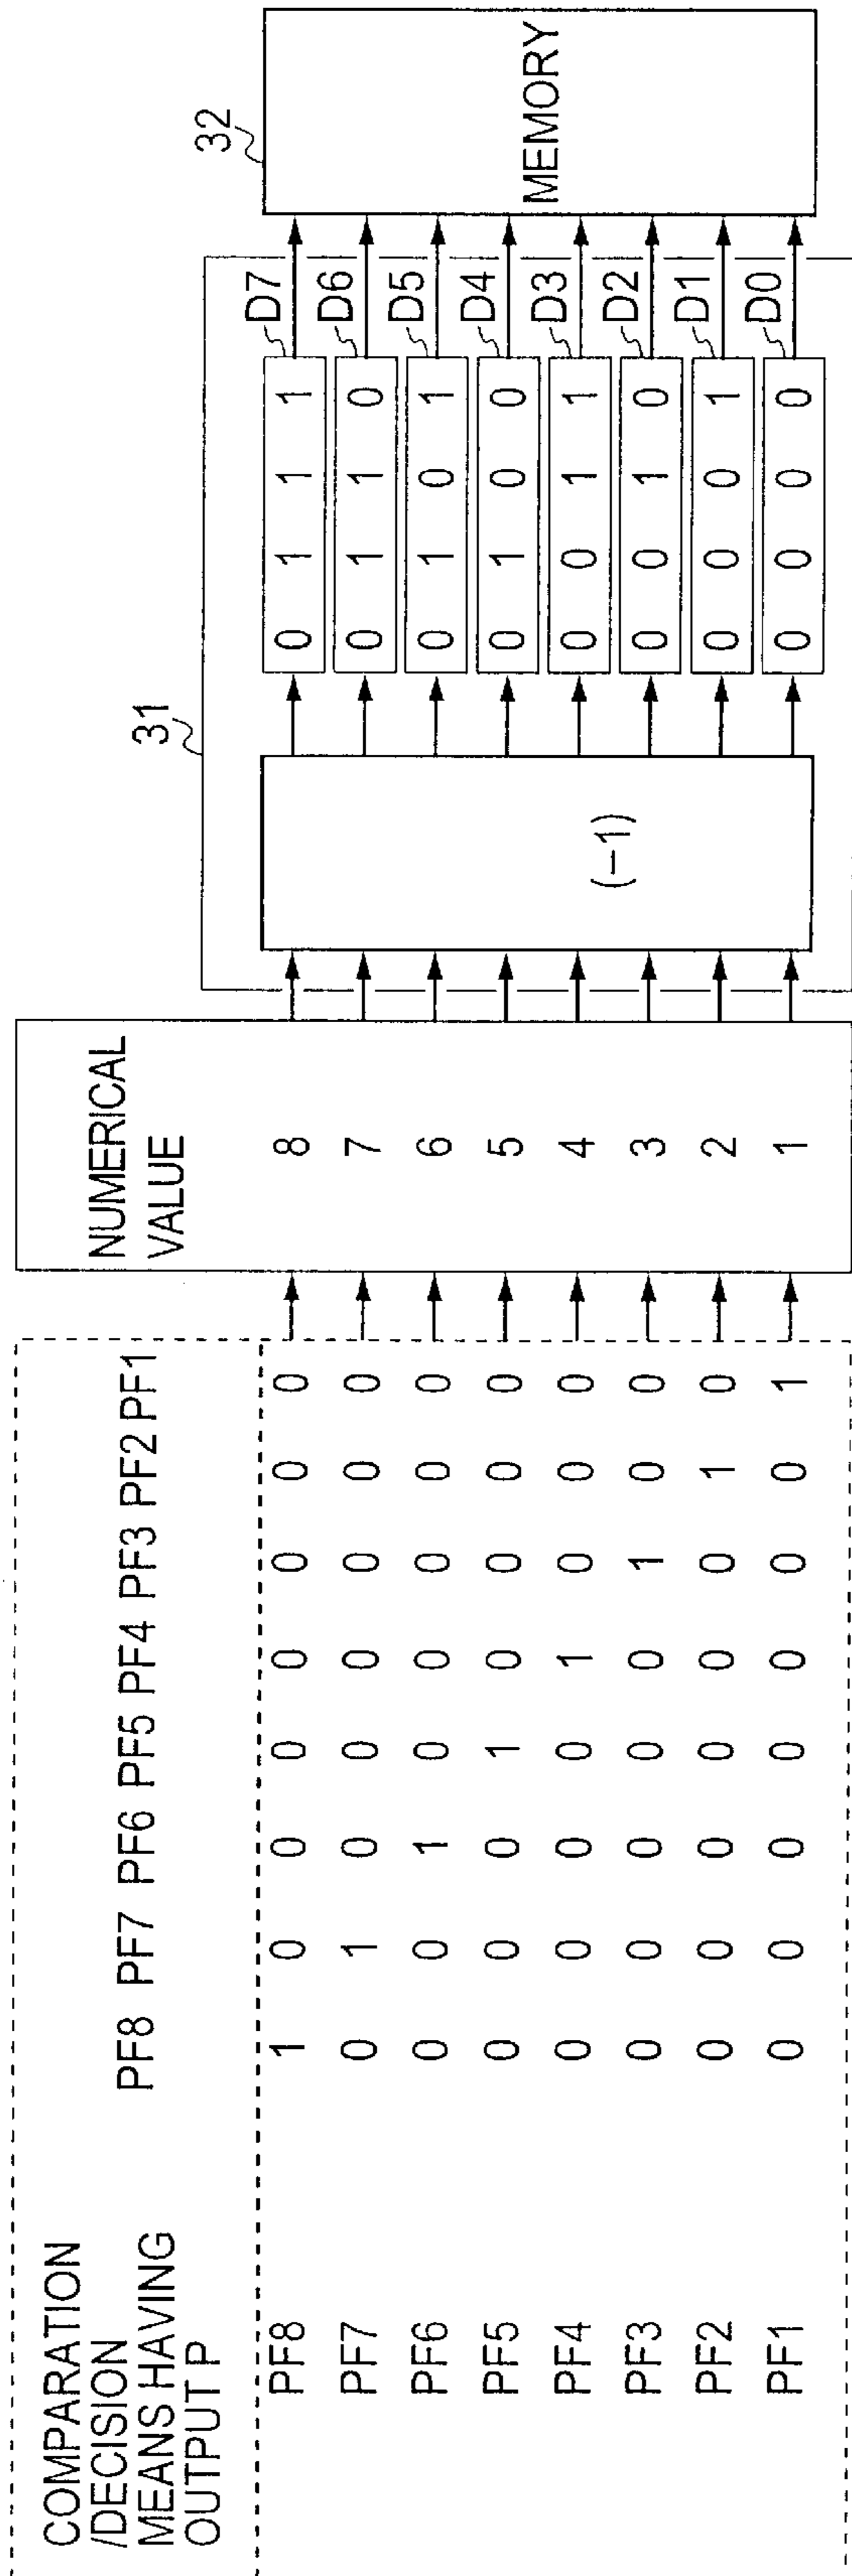 COMPARATION
/DECISION
MEANS HAVING
OUTPUT P
PF8 PF7 PF6 PF5 PF4 PF3 PF2 PF1
NUMERICAL
VALUE
31
32
PF8 1 0 0 0 0 0 0 0 8 0 1 1 1 D7
PF7 0 1 0 0 0 0 0 0 7 0 1 1 0 D6
PF6 0 0 1 0 0 0 0 0 6 0 1 0 1 D5
PF5 0 0 0 1 0 0 0 0 5 0 1 0 0 D4
PF4 0 0 0 0 1 0 0 0 4 0 0 1 1 D3
PF3 0 0 0 0 0 1 0 0 3 0 0 1 0 D2
PF2 0 0 0 0 0 0 1 0 2 0 0 0 1 D1
PF1 0 0 0 0 0 0 0 1 1 0 0 0 0 D0
(−1)
MEMORY